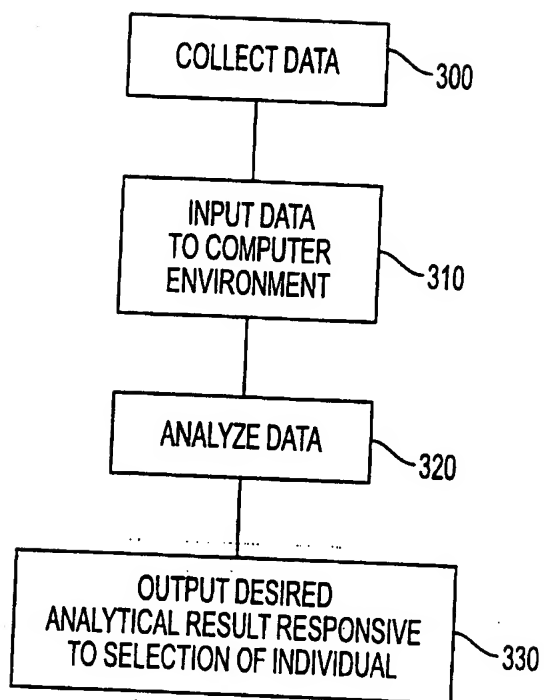 COLLECT DATA
300
INPUT DATA
TO COMPUTER
ENVIRONMENT
310
ANALYZE DATA
320
OUTPUT DESIRED
ANALYTICAL RESULT RESPONSIVE
TO SELECTION OF INDIVIDUAL
330